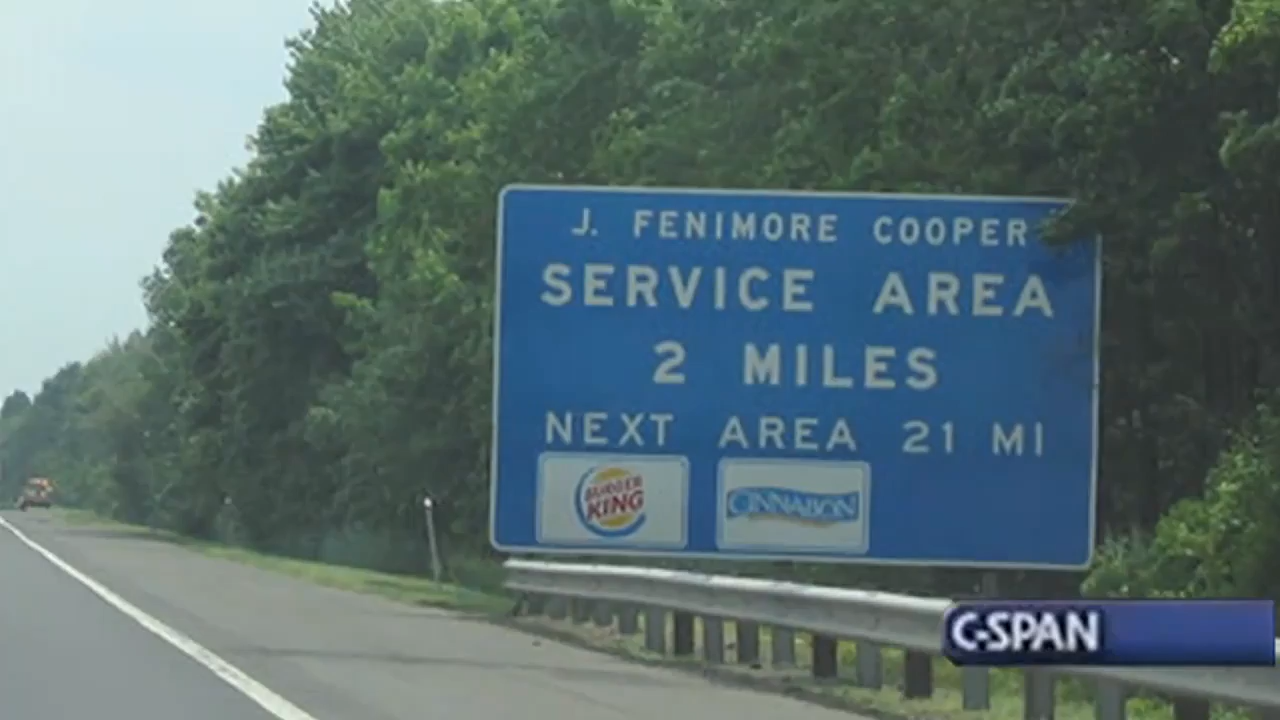 J. FENIMORE COOPER
SERVICE AREA
2 MILES
NEXT AREA 21 MI
BURGER KING
CINNABON
C-SPAN